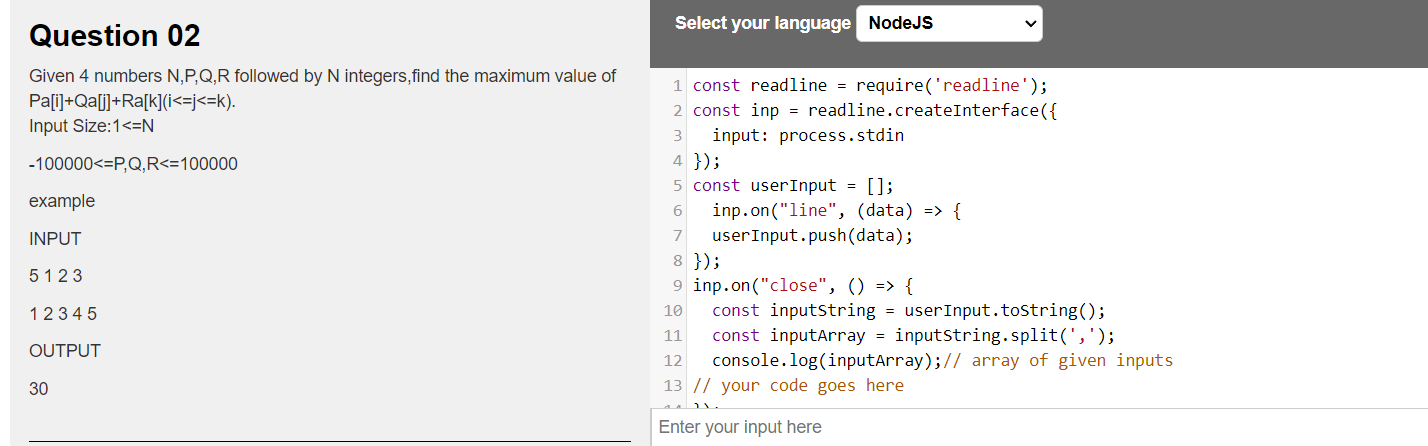 Question 02
Given 4 numbers N,P,Q,R followed by N integers,find the maximum value of
Pa[i]+Qa[j]+Ra[k](i<=j<=k).
Input Size:1<=N
-100000<=P,Q,R<=100000
example
INPUT
5 1 2 3
1 2 3 4 5
OUTPUT
30
Select your language NodeJS
1 const readline = require('readline');
2 const inp = readline.createInterface({
3   input: process.stdin
4 });
5 const userInput = [];
6   inp.on("line", (data) => {
7   userInput.push(data);
8 });
9 inp.on("close", () => {
10   const inputString = userInput.toString();
11   const inputArray = inputString.split(',');
12   console.log(inputArray);// array of given inputs
13 // your code goes here
14 });
Enter your input here